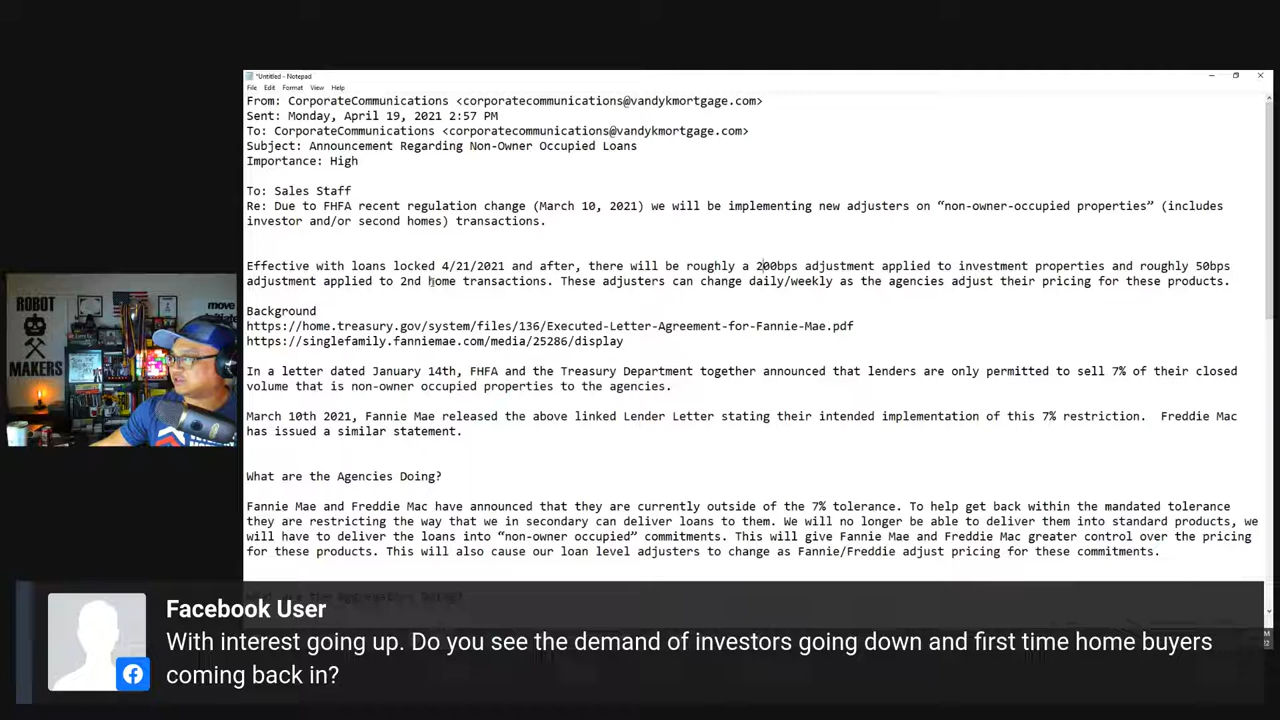 *Untitled - Notepad
File Edit Format View Help
From: CorporateCommunications <corporatecommunications@vandykmortgage.com>
Sent: Monday, April 19, 2021 2:57 PM
To: CorporateCommunications <corporatecommunications@vandykmortgage.com>
Subject: Announcement Regarding Non-Owner Occupied Loans
Importance: High
To: Sales Staff
Re: Due to FHFA recent regulation change (March 10, 2021) we will be implementing new adjusters on “non-owner-occupied properties” (includes
investor and/or second homes) transactions.
Effective with loans locked 4/21/2021 and after, there will be roughly a 200bps adjustment applied to investment properties and roughly 50bps
adjustment applied to 2nd home transactions. These adjusters can change daily/weekly as the agencies adjust their pricing for these products.
Background
https://home.treasury.gov/system/files/136/Executed-Letter-Agreement-for-Fannie-Mae.pdf
https://singlefamily.fanniemae.com/media/25286/display
In a letter dated January 14th, FHFA and the Treasury Department together announced that lenders are only permitted to sell 7% of their closed
volume that is non-owner occupied properties to the agencies.
March 10th 2021, Fannie Mae released the above linked Lender Letter stating their intended implementation of this 7% restriction.  Freddie Mac
has issued a similar statement.
What are the Agencies Doing?
Fannie Mae and Freddie Mac have announced that they are currently outside of the 7% tolerance. To help get back within the mandated tolerance
they are restricting the way that we in secondary can deliver loans to them. We will no longer be able to deliver them into standard products, we
will have to deliver the loans into “non-owner occupied” commitments. This will give Fannie Mae and Freddie Mac greater control over the pricing
for these products. This will also cause our loan level adjusters to change as Fannie/Freddie adjust pricing for these commitments.
ROBOT
MAKERS
move
Facebook User
With interest going up. Do you see the demand of investors going down and first time home buyers
coming back in?